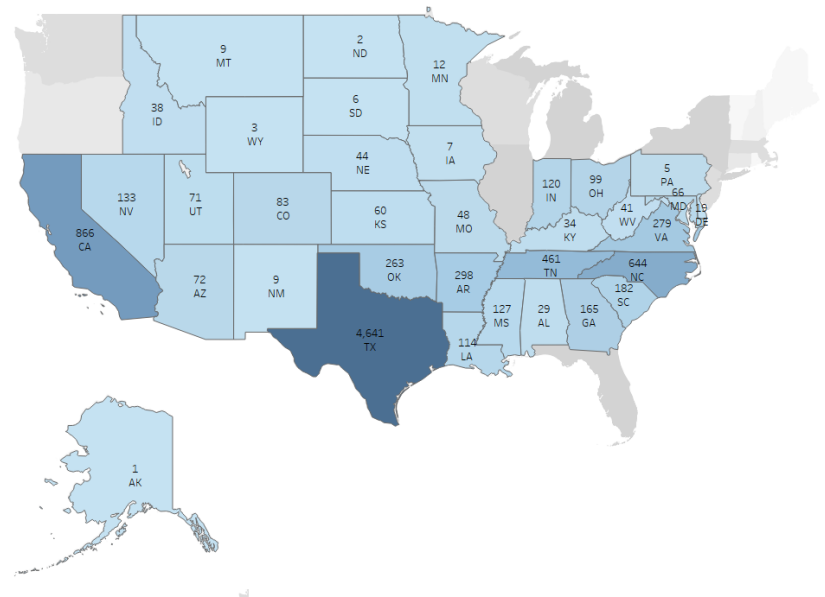 2
ND
9
MT
12
MN
6
SD
38
ID
3
WY
7
IA
44
NE
5
PA
99
OH
120
IN
66
MD
133
NV
71
UT
83
CO
60
KS
48
MO
41
WV
19
DE
34
KY
279
VA
866
CA
461
TN
644
NC
263
OK
72
AZ
9
NM
298
AR
182
SC
127
MS
29
AL
165
GA
4,641
TX
114
LA
1
AK